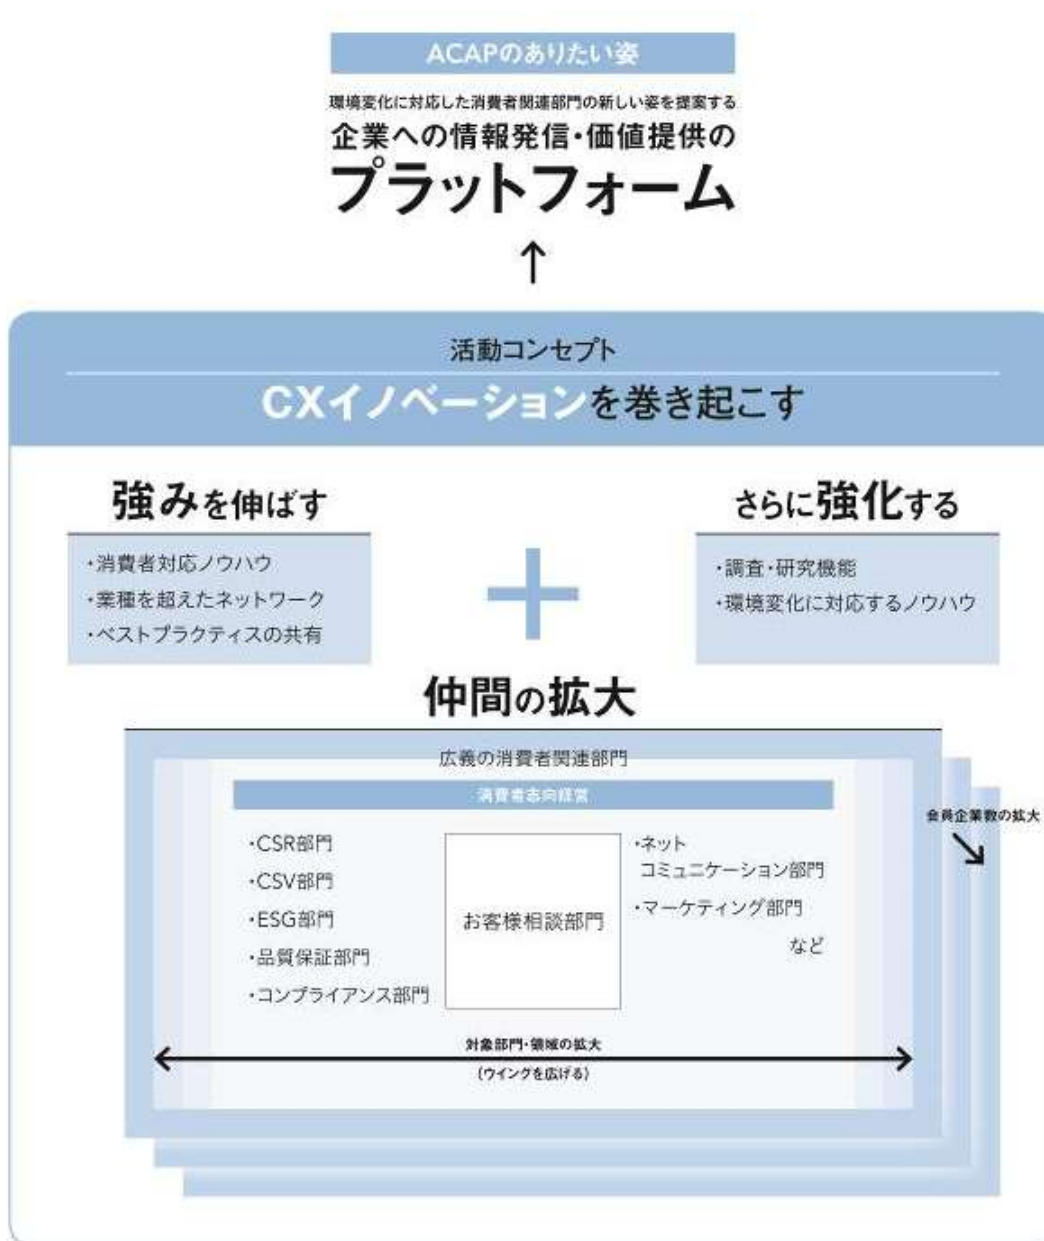 ACAPのありたい姿
環境変化に対応した消費者関連部門の新しい姿を提案する
企業への情報発信・価値提供の
プラットフォーム
活動コンセプト
CXイノベーションを巻き起こす
強みを伸ばす
・消費者対応ノウハウ
・業種を超えたネットワーク
・ベストプラクティスの共有
さらに強化する
・調査・研究機能
・環境変化に対応するノウハウ
仲間の拡大
広義の消費者関連部門
消費者志向経営
・CSR部門
・CSV部門
・ESG部門
・品質保証部門
・コンプライアンス部門
お客様相談部門
・ネット
コミュニケーション部門
・マーケティング部門
など
会員企業数の拡大
対象部門・領域の拡大
(ウイングを広げる)